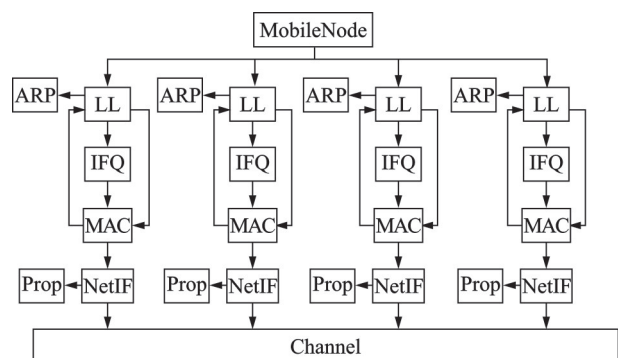 MobileNode
ARP
LL
ARP
LL
ARP
LL
ARP
LL
IFQ
IFQ
IFQ
IFQ
MAC
MAC
MAC
MAC
Prop
NetIF
Prop
NetIF
Prop
NetIF
Prop
NetIF
Channel